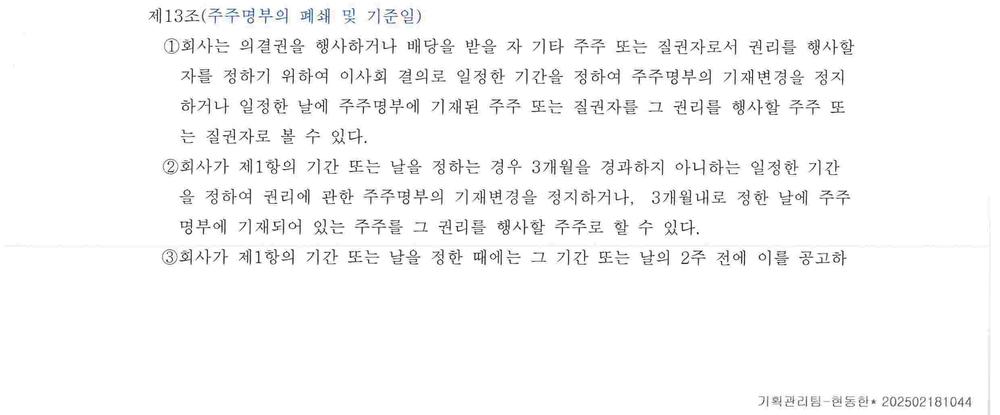 제13조(주주명부의 폐쇄 및 기준일)
①회사는 의결권을 행사하거나 배당을 받을 자 기타 주주 또는 질권자로서 권리를 행사할
자를 정하기 위하여 이사회 결의로 일정한 기간을 정하여 주주명부의 기재변경을 정지
하거나 일정한 날에 주주명부에 기재된 주주 또는 질권자를 그 권리를 행사할 주주 또
는 질권자로 볼 수 있다.
②회사가 제1항의 기간 또는 날을 정하는 경우 3개월을 경과하지 아니하는 일정한 기간
을 정하여 권리에 관한 주주명부의 기재변경을 정지하거나, 3개월내로 정한 날에 주주
명부에 기재되어 있는 주주를 그 권리를 행사할 주주로 할 수 있다.
③회사가 제1항의 기간 또는 날을 정한 때에는 그 기간 또는 날의 2주 전에 이를 공고하
기획관리팀-현동한* 202502181044